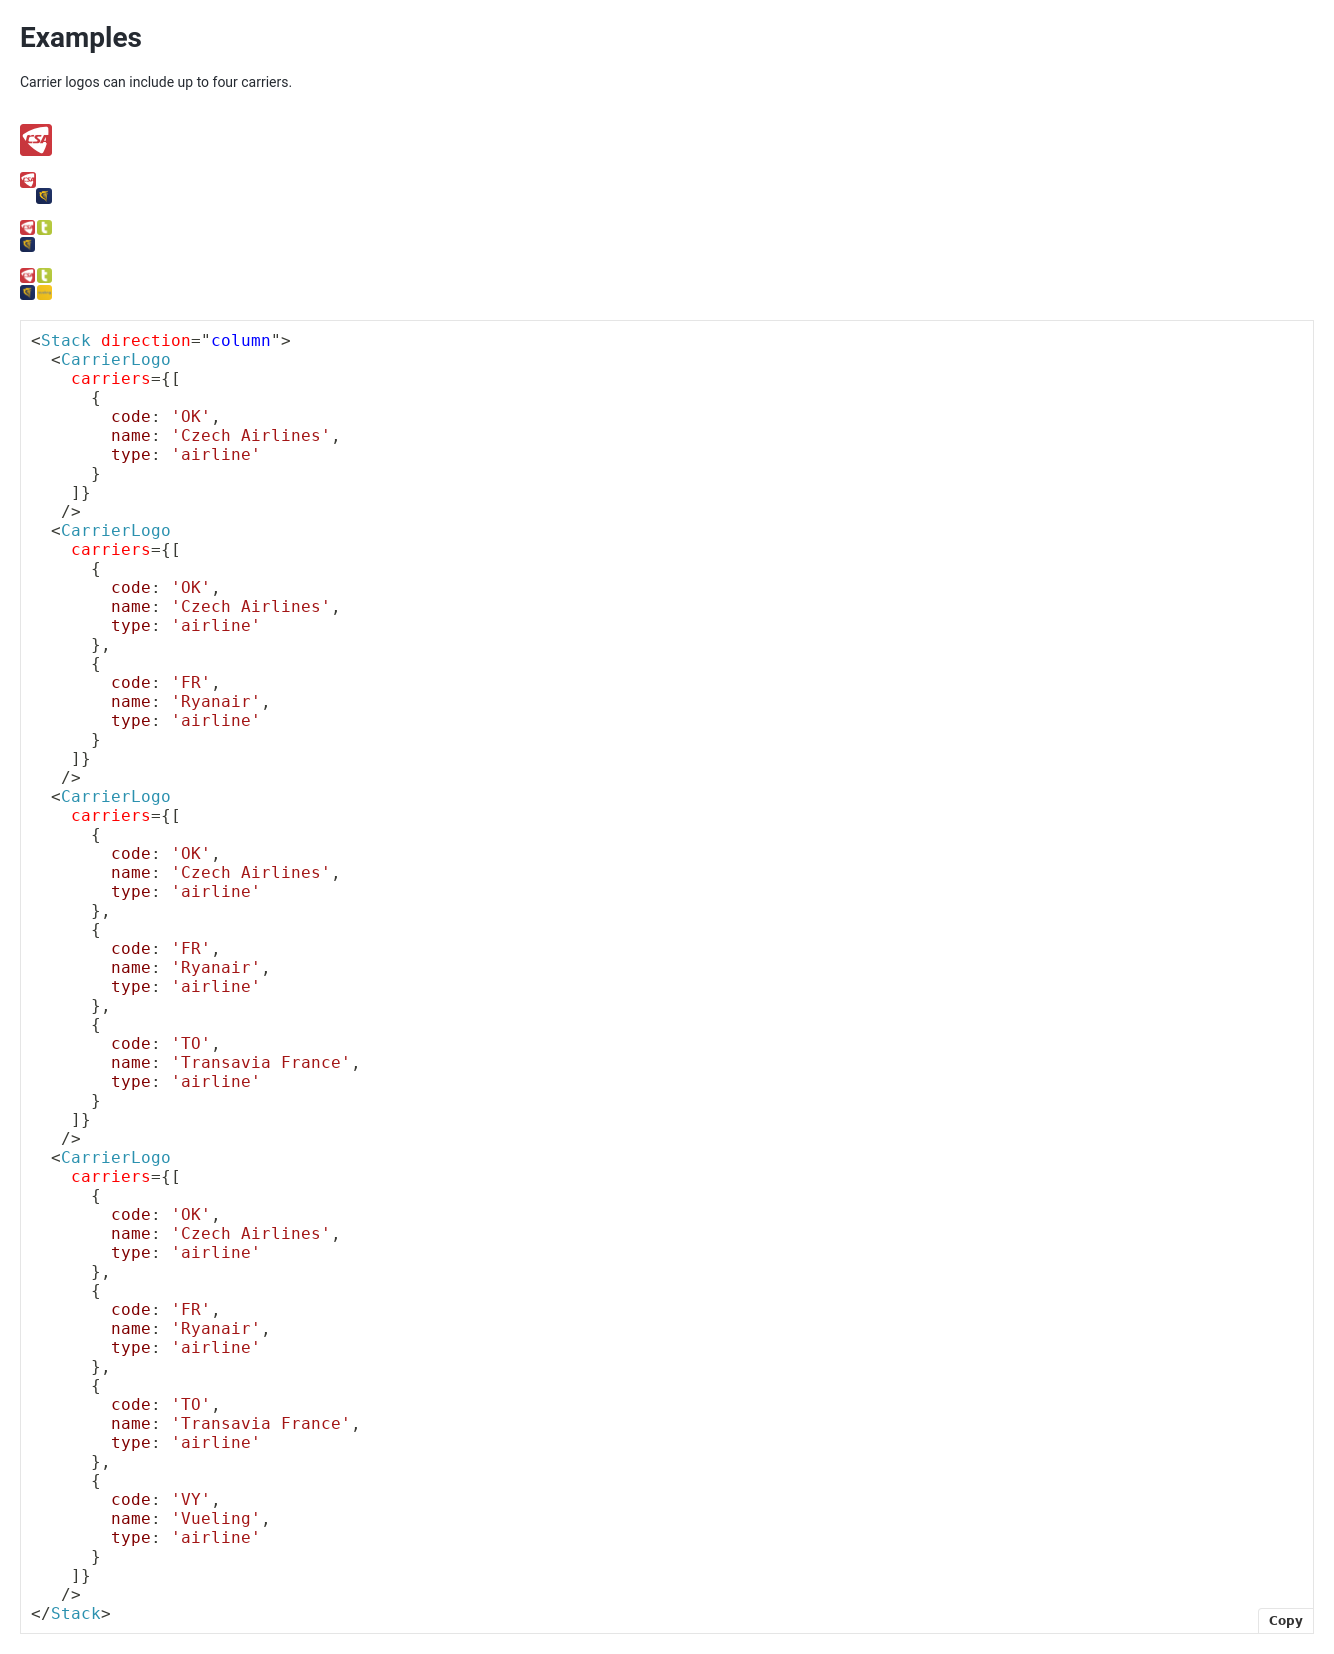 Examples
Carrier logos can include up to four carriers.
CSA
<Stack direction="column">
  <CarrierLogo
    carriers={[
      {
        code: 'OK',
        name: 'Czech Airlines',
        type: 'airline'
      }
    ]}
   />
  <CarrierLogo
    carriers={[
      {
        code: 'OK',
        name: 'Czech Airlines',
        type: 'airline'
      },
      {
        code: 'FR',
        name: 'Ryanair',
        type: 'airline'
      }
    ]}
   />
  <CarrierLogo
    carriers={[
      {
        code: 'OK',
        name: 'Czech Airlines',
        type: 'airline'
      },
      {
        code: 'FR',
        name: 'Ryanair',
        type: 'airline'
      },
      {
        code: 'TO',
        name: 'Transavia France',
        type: 'airline'
      }
    ]}
   />
  <CarrierLogo
    carriers={[
      {
        code: 'OK',
        name: 'Czech Airlines',
        type: 'airline'
      },
      {
        code: 'FR',
        name: 'Ryanair',
        type: 'airline'
      },
      {
        code: 'TO',
        name: 'Transavia France',
        type: 'airline'
      },
      {
        code: 'VY',
        name: 'Vueling',
        type: 'airline'
      }
    ]}
   />
</Stack>
Copy